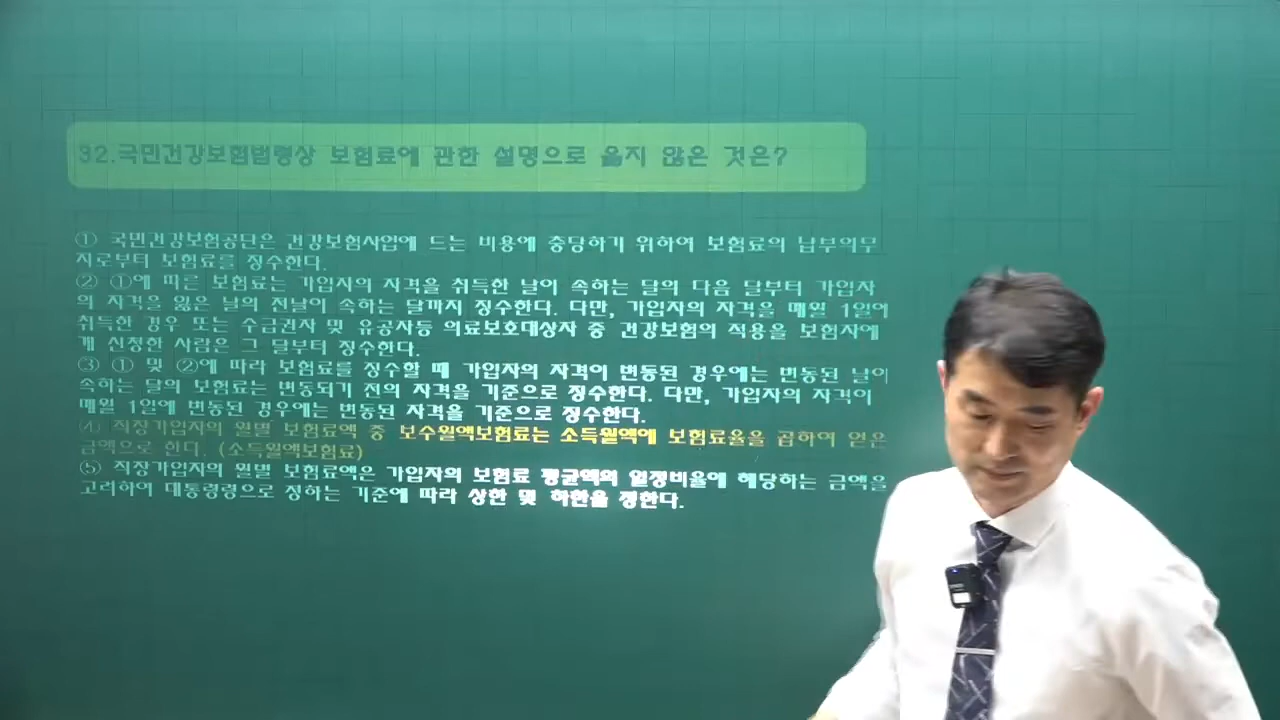 32.국민건강보험법령상 보험료에 관한 설명으로 옳지 않은 것은?
① 국민건강보험공단은 건강보험사업에 드는 비용에 충당하기 위하여 보험료의 납부의무
자로부터 보험료를 징수한다.
② ①에 따른 보험료는 가입자의 자격을 취득한 날이 속하는 달의 다음 달부터 가입자
의 자격을 잃은 날의 전날이 속하는 달까지 징수한다. 다만, 가입자의 자격을 매월 1일에
취득한 경우 또는 수급권자 및 유공자등 의료보호대상자 중 건강보험의 적용을 보험자에
게 신청한 사람은 그 달부터 징수한다.
③ ① 및 ②에 따라 보험료를 징수할 때 가입자의 자격이 변동된 경우에는 변동된 날이
속하는 달의 보험료는 변동되기 전의 자격을 기준으로 징수한다. 다만, 가입자의 자격이
매월 1일에 변동된 경우에는 변동된 자격을 기준으로 징수한다.
④ 직장가입자의 월별 보험료액 중 보수월액보험료는 소득월액에 보험료율을 곱하여 얻은
금액으로 한다. (소득월액보험료)
⑤ 직장가입자의 월별 보험료액은 가입자의 보험료 평균액의 일정비율에 해당하는 금액을
고려하여 대통령령으로 정하는 기준에 따라 상한 및 하한을 정한다.